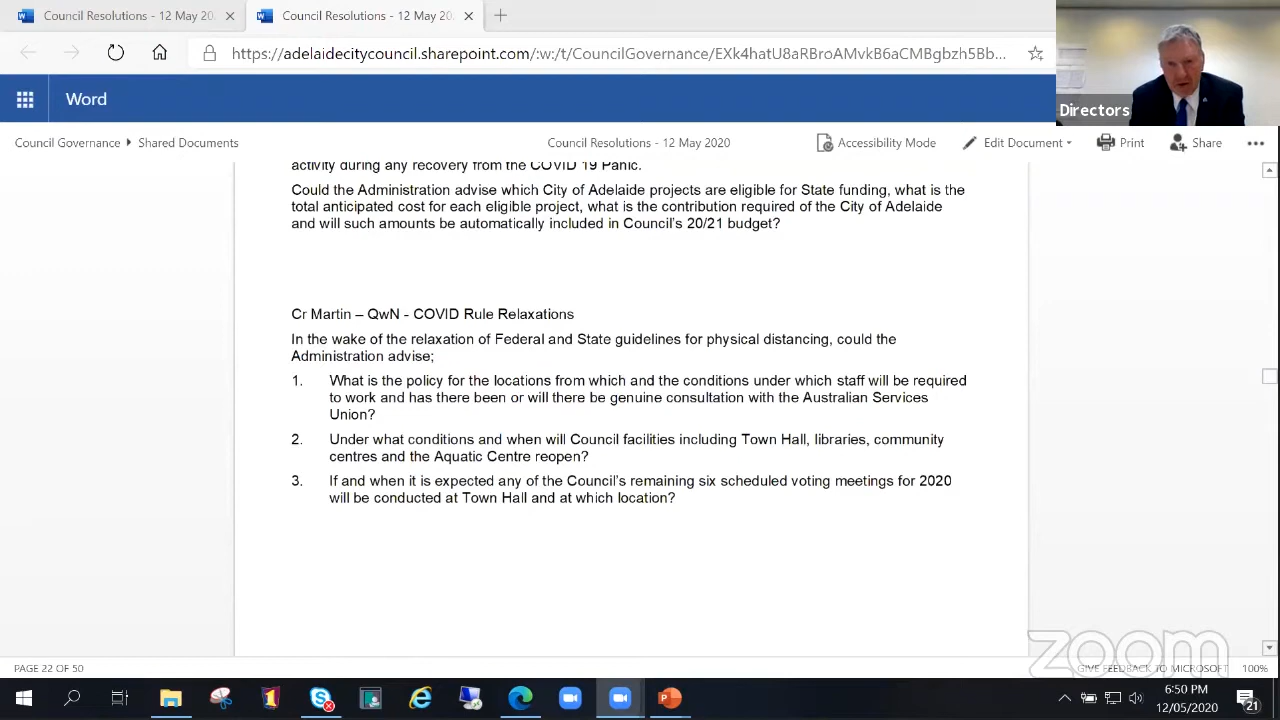 Council Resolutions - 12 May 20
Council Resolutions - 12 May 20.
https://adelaidecitycouncil.sharepoint.com/:w:/t/CouncilGovernance/EXk4hatU8aRBroAMvkB6aCMBgbzh5Bb...
Word
Directors
Council Governance
Shared Documents
Council Resolutions - 12 May 2020
Accessibility Mode
Edit Document
Print
Share
activity during any recovery from the COVID 19 Panic.
Could the Administration advise which City of Adelaide projects are eligible for State funding, what is the
total anticipated cost for each eligible project, what is the contribution required of the City of Adelaide
and will such amounts be automatically included in Council's 20/21 budget?
Cr Martin – QwN - COVID Rule Relaxations
In the wake of the relaxation of Federal and State guidelines for physical distancing, could the
Administration advise;
1. What is the policy for the locations from which and the conditions under which staff will be required
to work and has there been or will there be genuine consultation with the Australian Services
Union?
2. Under what conditions and when will Council facilities including Town Hall, libraries, community
centres and the Aquatic Centre reopen?
3. If and when it is expected any of the Council's remaining six scheduled voting meetings for 2020
will be conducted at Town Hall and at which location?
zoom
PAGE 22 OF 50
GIVE FEEDBACK TO MICROSOFT
100%
6:50 PM
12/05/2020
21